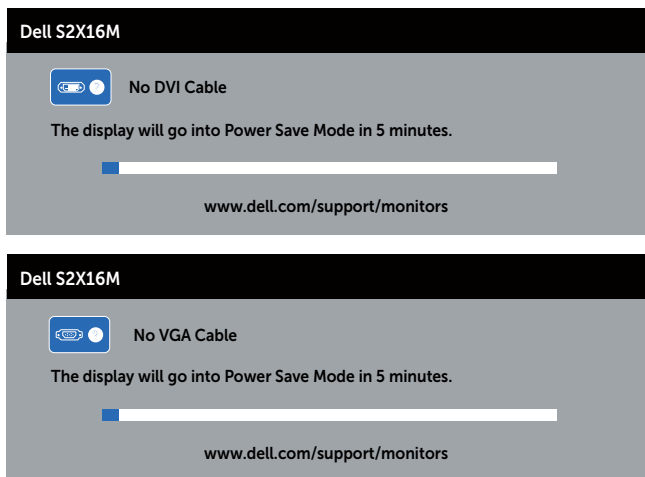 Dell S2X16M
No DVI Cable
The display will go into Power Save Mode in 5 minutes.
www.dell.com/support/monitors
Dell S2X16M
No VGA Cable
The display will go into Power Save Mode in 5 minutes.
www.dell.com/support/monitors